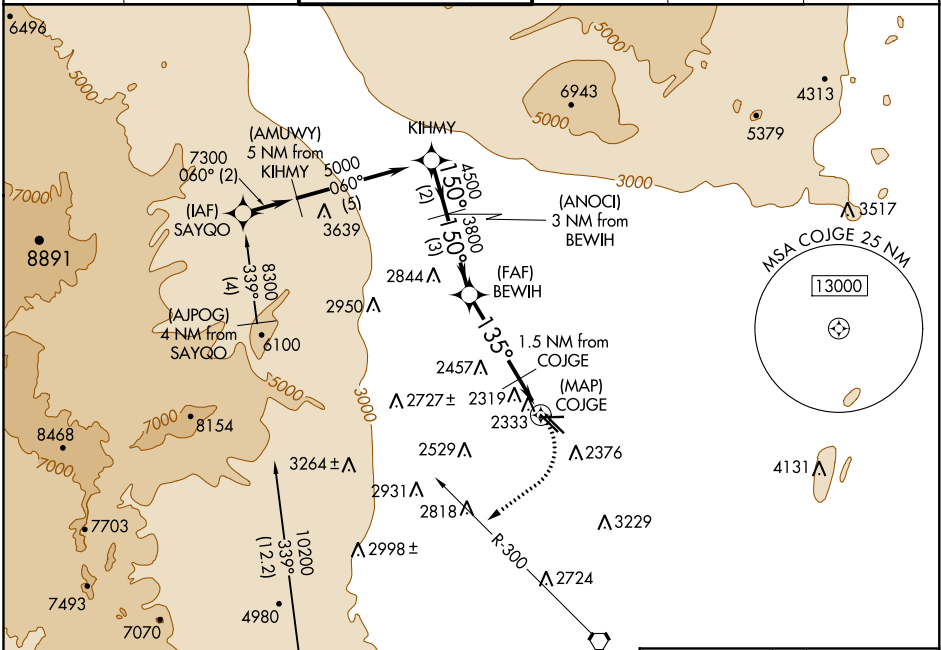 6496
5000
5000
6943
5000
4313
5379
3000
3517
KIHMY
(AMUWY)
5 NM from
KIHMY
7300
060° (2)
5000
060°
(5)
(IAF)
SAYQO
3639
4500
150°
(2)
3800
150°
(3)
(ANOCI)
3 NM from
BEWIH
7000
8891
8300
339°
(4)
(AJPOG)
4 NM from
SAYQO
6100
2844
2950
(FAF)
BEWIH
MSA COJGE 25 NM
13000
135°
1.5 NM from
COJGE
(MAP)
COJGE
2457
2319
2333
2727 ±
5000
3000
7000
8154
8468
7000
3264 ±
2529
2376
4131
2931
2818
3229
R-300
7703
2998 ±
10200
339°
(12.2)
2724
7493
4980
7070